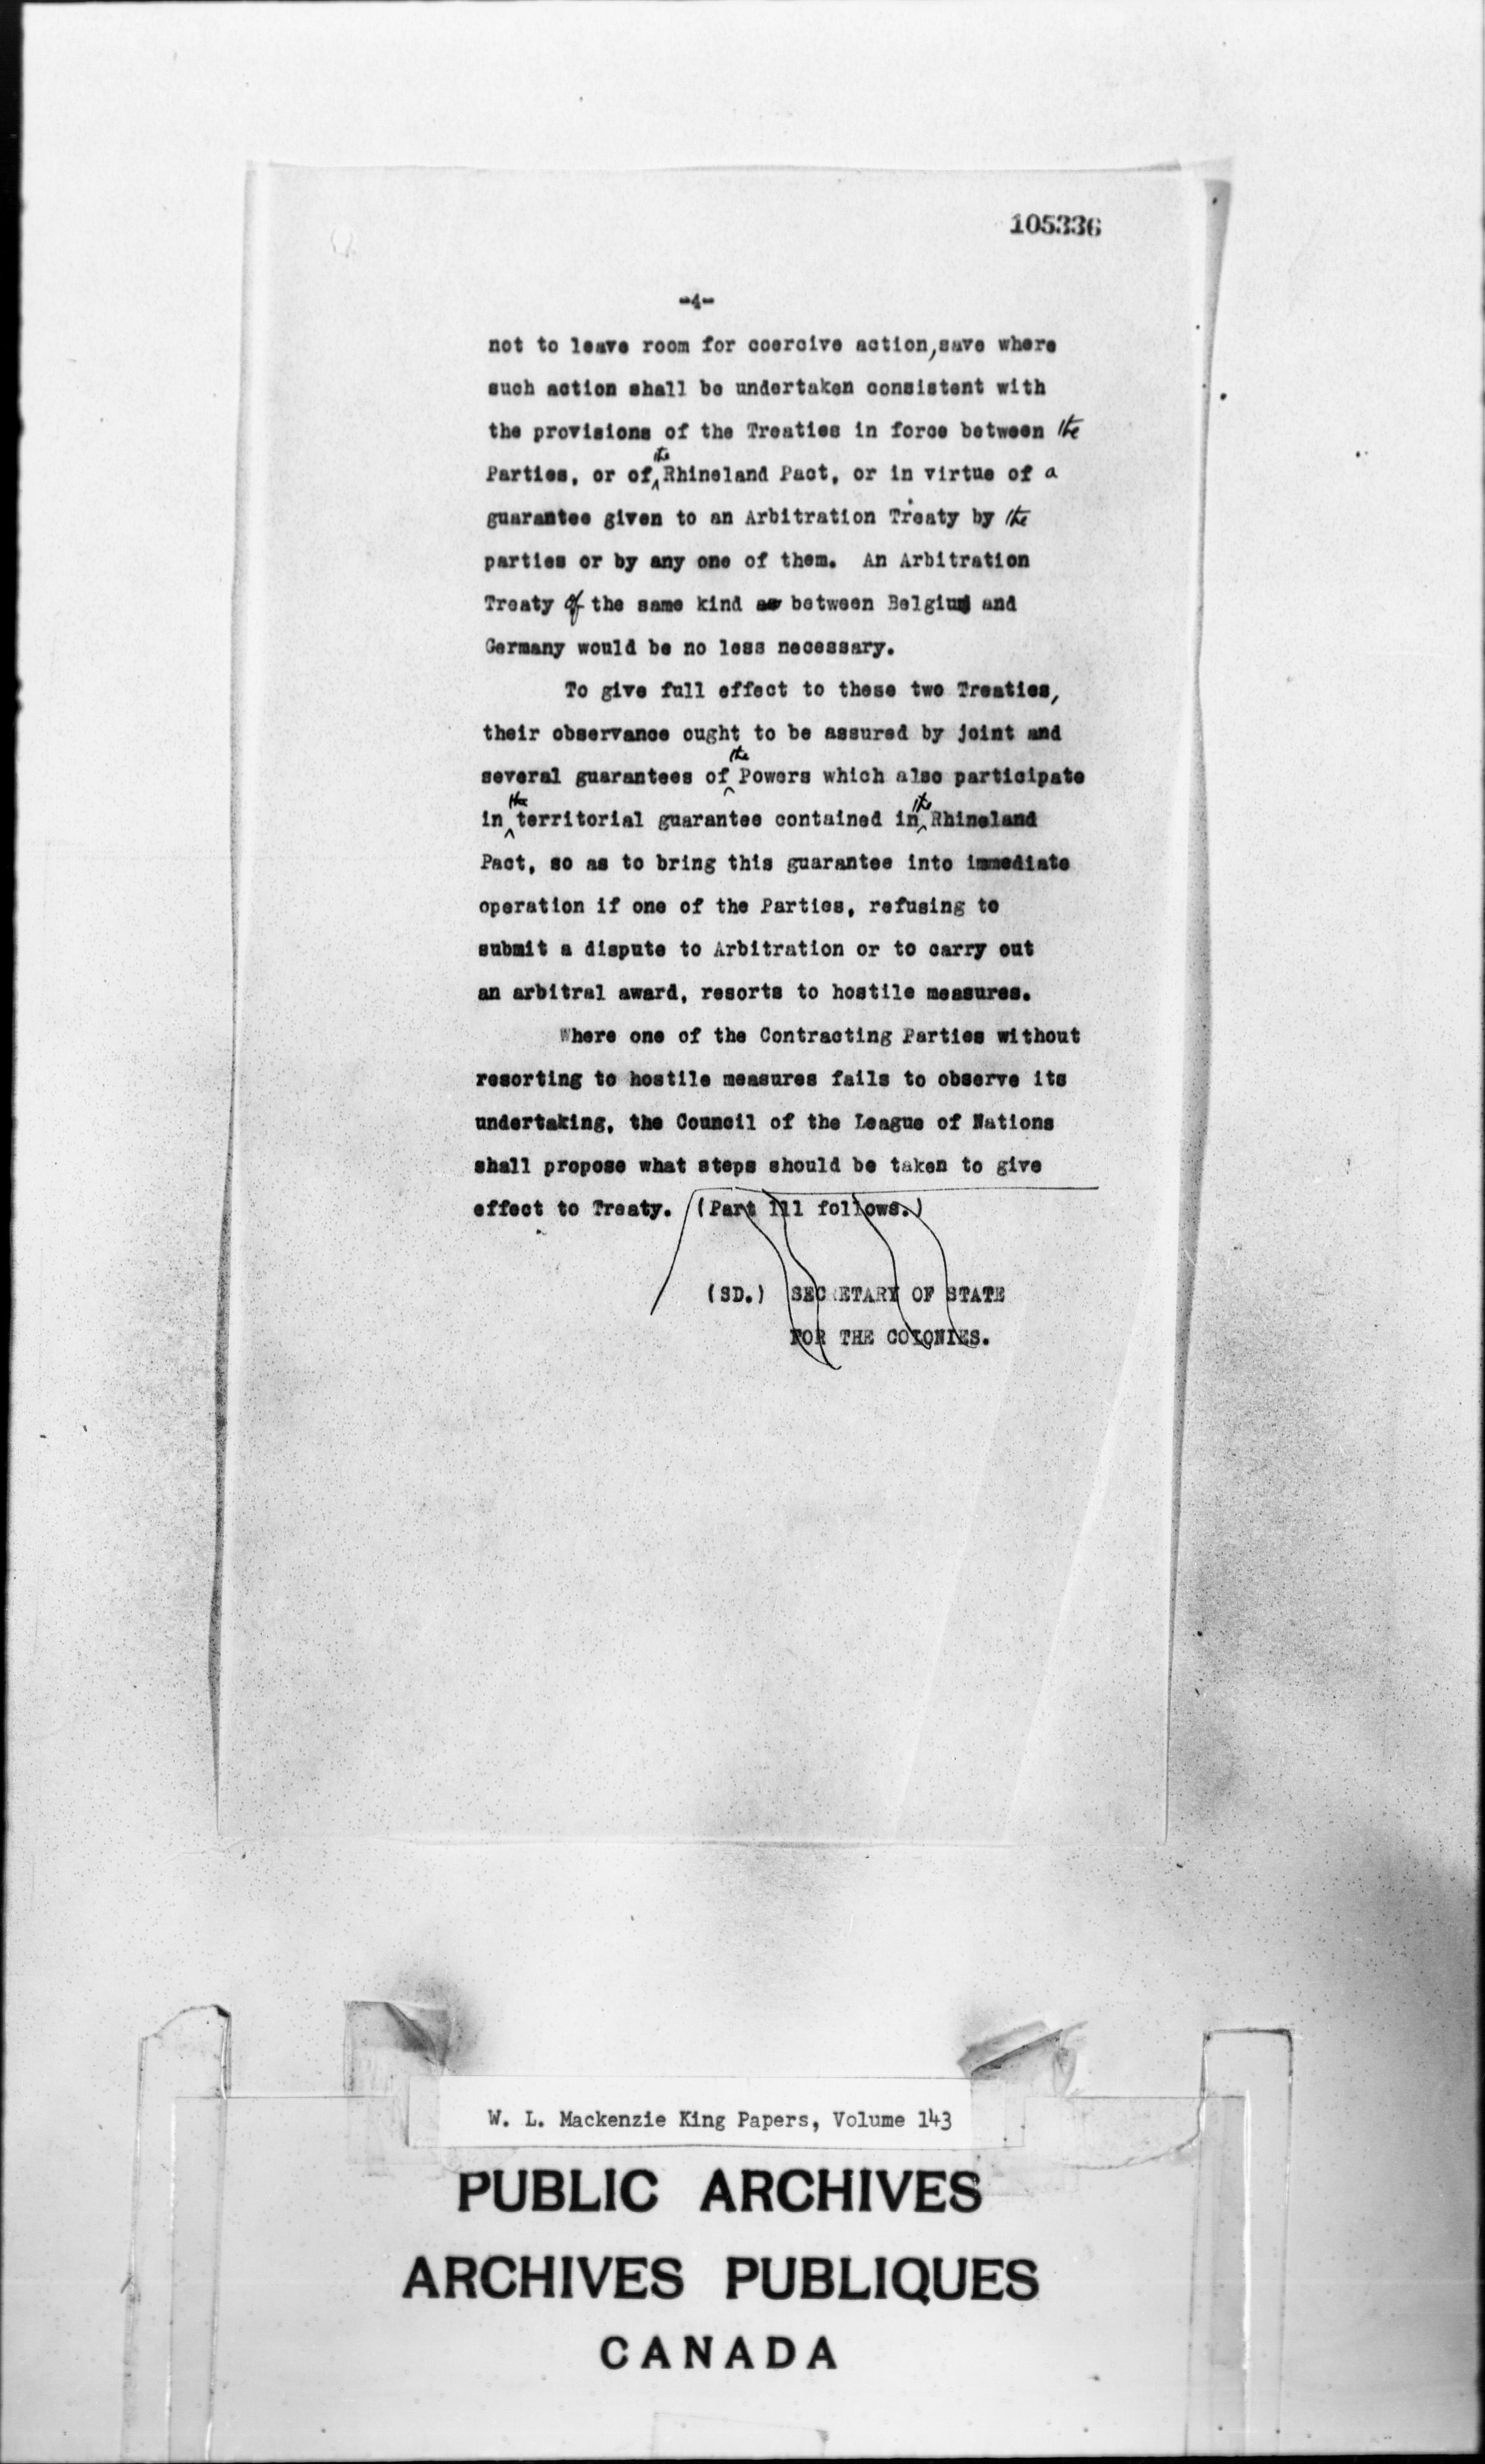 105336
-4-
not to leave room for coercive action, save where
such action shall be undertaken consistent with
the provisions of the Treaties in force between the
Parties, or of the Rhineland Pact, or in virtue of a
guarantee given to an Arbitration Treaty by the
parties or by any one of them. An Arbitration
Treaty of the same kind as between Belgium and
Germany would be no less necessary.
To give full effect to these two Treaties,
their observance ought to be assured by joint and
several guarantees of the Powers which also participate
in the territorial guarantee contained in the Rhineland
Pact, so as to bring this guarantee into immediate
operation if one of the Parties, refusing to
submit a dispute to Arbitration or to carry out
an arbitral award, resorts to hostile measures.
Where one of the Contracting Parties without
resorting to hostile measures fails to observe its
undertaking, the Council of the League of Nations
shall propose what steps should be taken to give
effect to Treaty. (Part 111 follows.)
(SD.) SECRETARY OF STATE
FOR THE COLONIES.
W. L. Mackenzie King Papers, Volume 143
PUBLIC ARCHIVES
ARCHIVES PUBLIQUES
CANADA